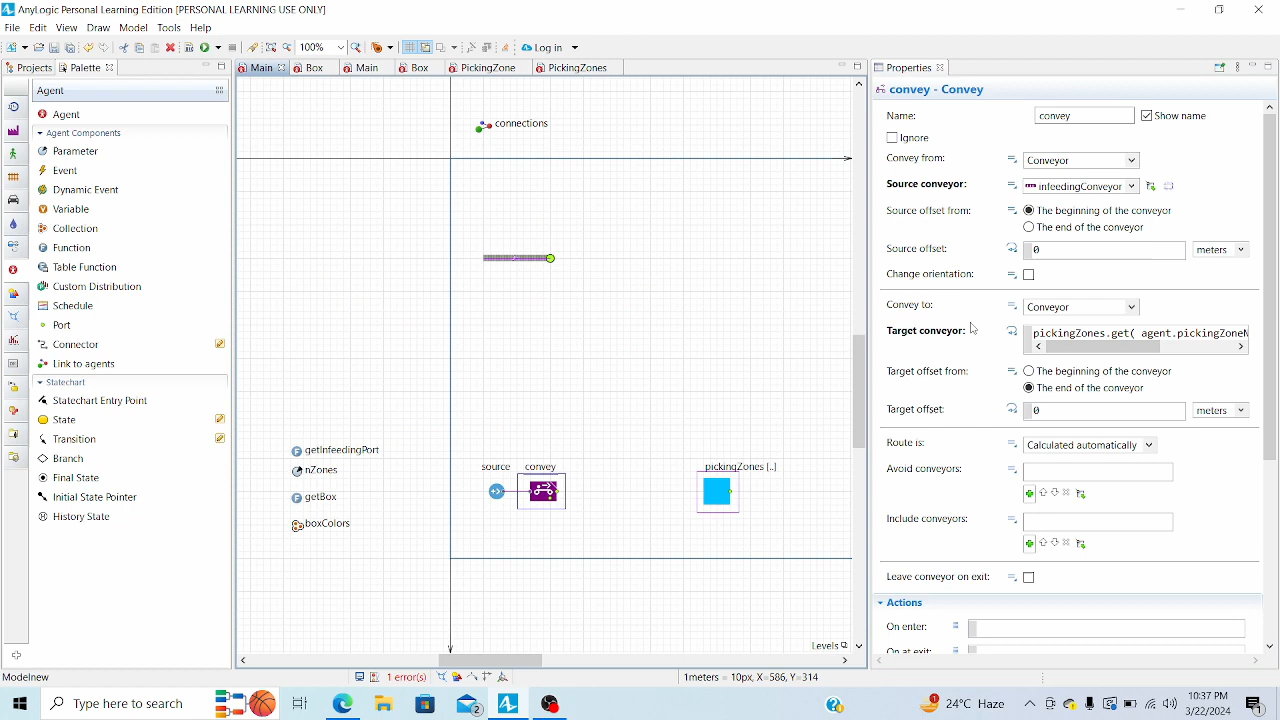 AnyLogic Personal Learning Edition [PERSONAL LEARNING USE ONLY]
File Edit View Draw Model Tools Help
100% Log in
Projects Palette
Main Box Main Box PickingZone PickingZones
Properties
Agent
Agent
Agent Components
Parameter
Event
Dynamic Event
Variable
Collection
Function
Table Function
Custom Distribution
Schedule
Port
Connector
Link to agents
Statechart
Statechart Entry Point
State
Transition
Branch
Final State
Initial State Pointer
History State
connections
getInfeedingPort
nZones
getBox
boxColors
source
convey
pickingZones [..]
Levels
convey - Convey
Name: convey Show name
Ignore
Convey from: Conveyor
Source conveyor: infeedingConveyor
Source offset from: The beginning of the conveyor
The end of the conveyor
Source offset: 0 meters
Change orientation:
Convey to: Conveyor
Target conveyor: pickingZones.get( agent.pickingZone
Target offset from: The beginning of the conveyor
The end of the conveyor
Target offset: 0 meters
Route is: Calculated automatically
Avoid conveyors:
Include conveyors:
Leave conveyor on exit:
Actions
On enter:
On at exit:
Modelnew
1 error(s)
1meters = 10px, X=586, Y=314
Type here to search
2
24°C Haze
10:37 PM
3/2/2024
1